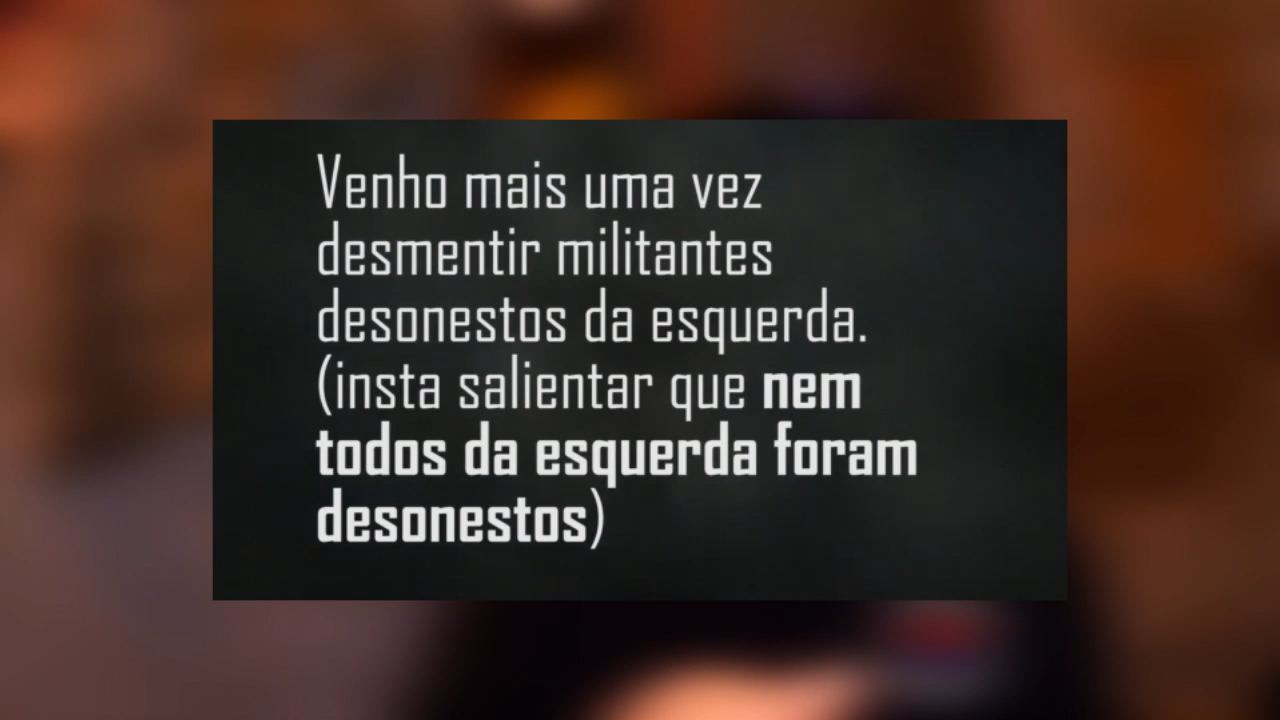 Venho mais uma vez
desmentir militantes
desonestos da esquerda.
(insta salientar que nem
todos da esquerda foram
desonestos)